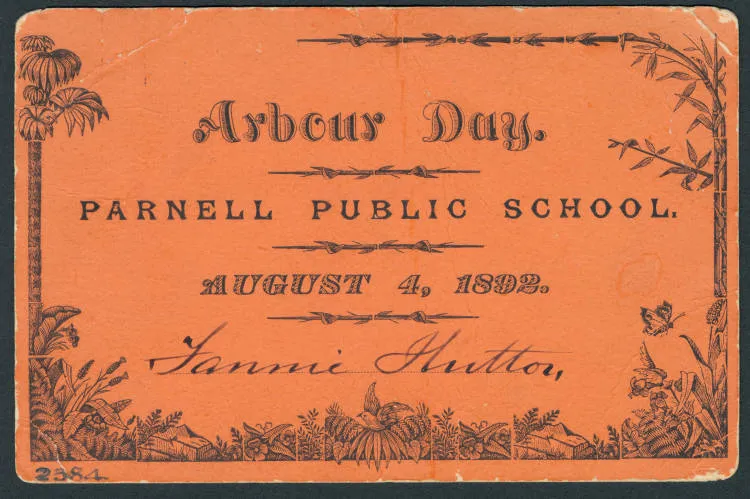 Arbour Day.
PARNELL PUBLIC SCHOOL.
AUGUST 4, 1892.
Fannie Hutton,
2384